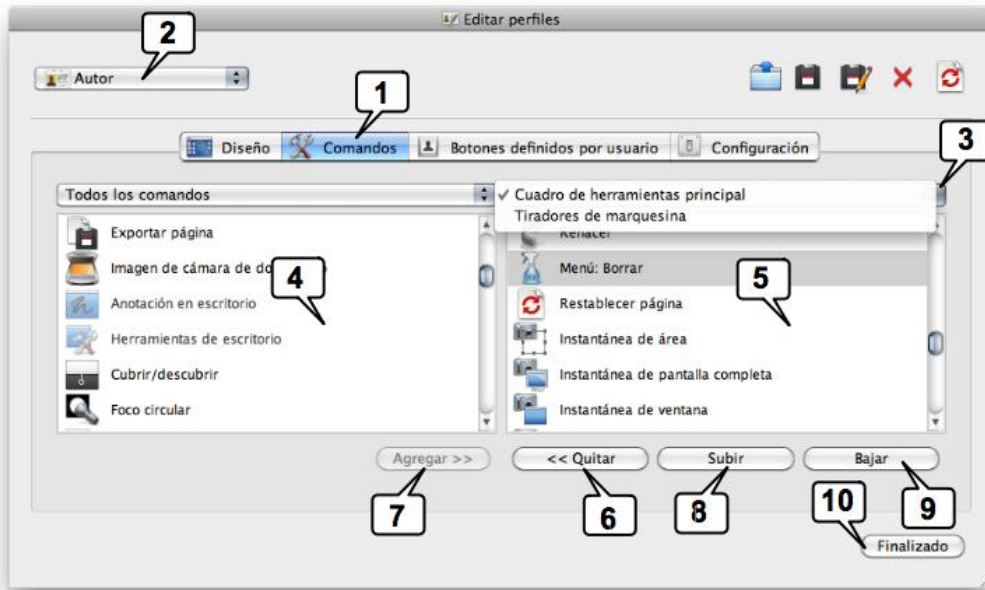 Editar perfiles
2
Autor
1
Diseño
Comandos
Botones definidos por usuario
Configuración
3
Todos los comandos
Cuadro de herramientas principal
Tiradores de marquesina
Exportar página
Rehacer
Imagen de cámara de do
Menú: Borrar
4
5
Anotación en escritorio
Restablecer página
Herramientas de escritorio
Instantánea de área
Cubrir/descubrir
Instantánea de pantalla completa
Foco circular
Instantánea de ventana
Agregar >>
<< Quitar
Subir
Bajar
7
6
8
10
9
Finalizado